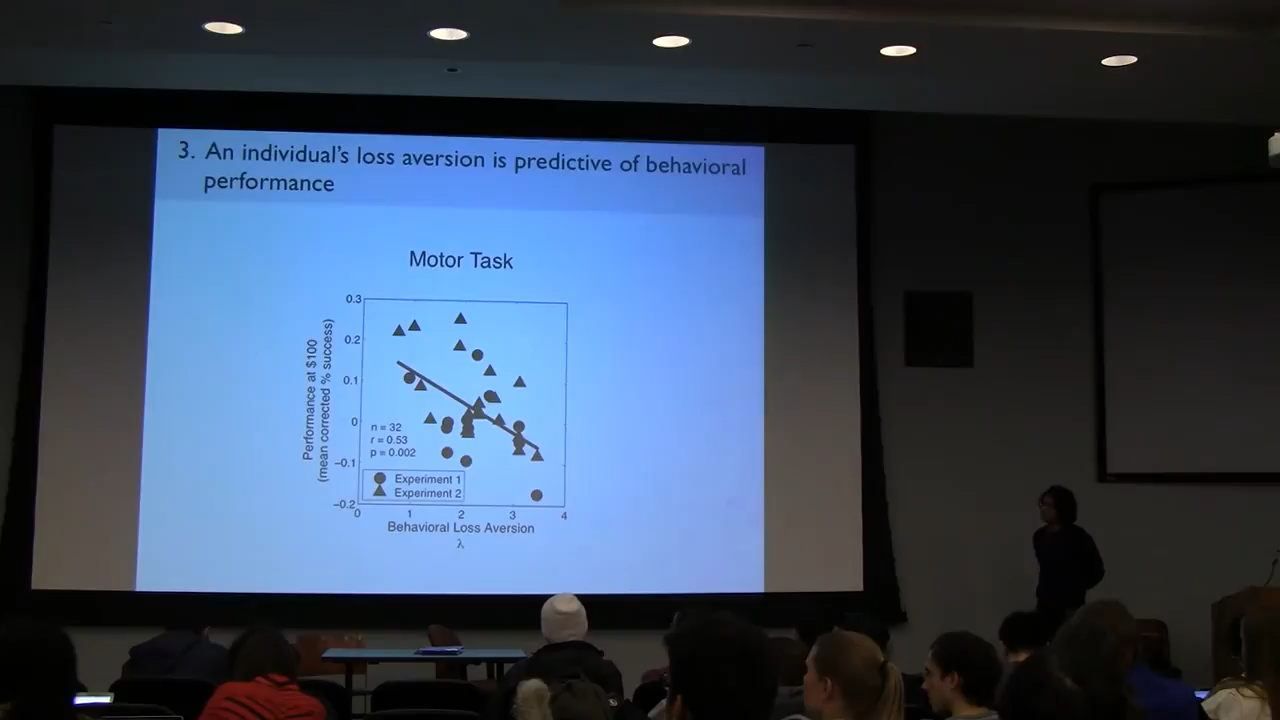 3. An individual's loss aversion is predictive of behavioral
performance
Motor Task
Performance at $100
(mean corrected % success)
0.3
0.2
0.1
0
−0.1
−0.2
n = 32
r = 0.53
p = 0.002
Experiment 1
Experiment 2
0 1 2 3 4
Behavioral Loss Aversion
λ